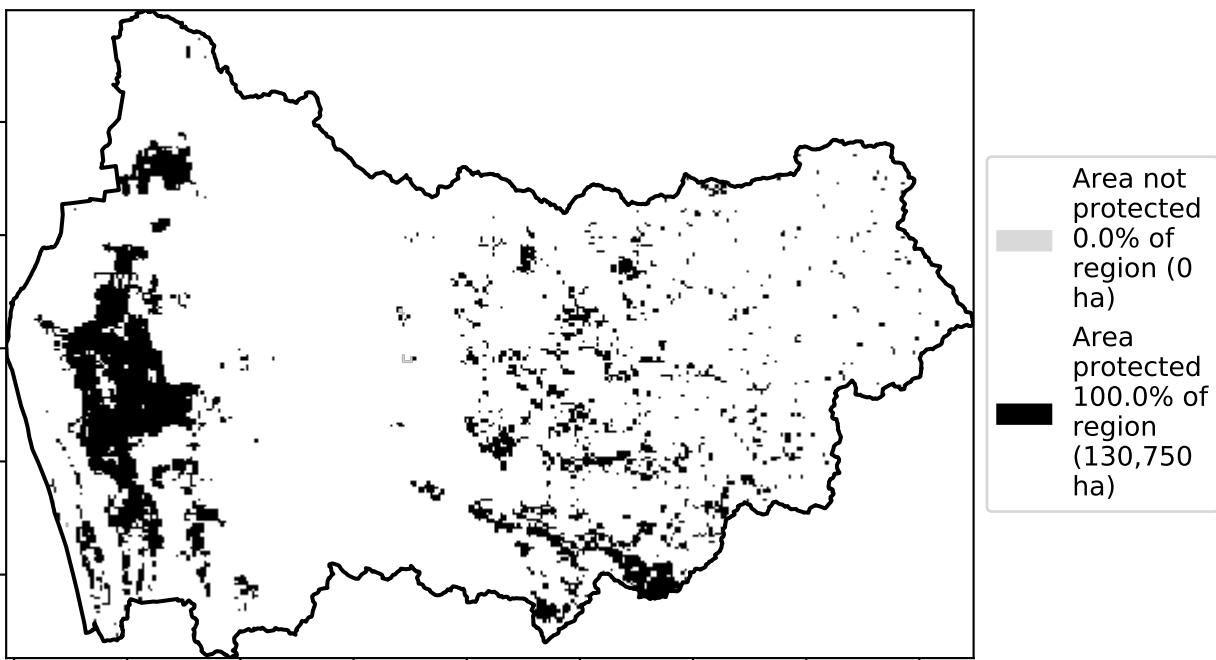 Area not
protected
0.0% of
region (0
ha)
Area
protected
100.0% of
region
(130,750
ha)